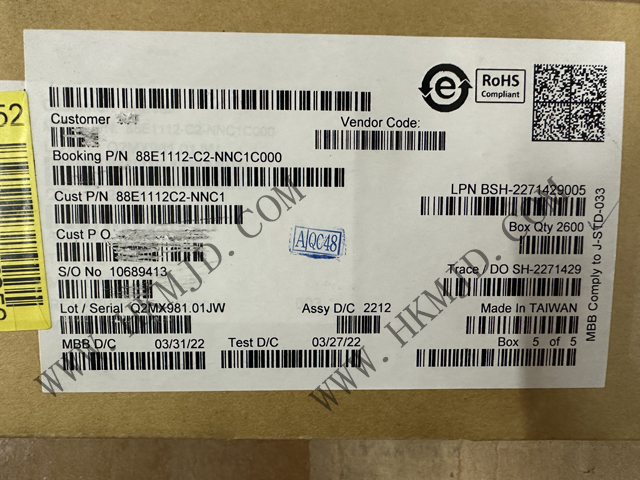 52
e
RoHS
Compliant
Customer
Vendor Code:
Booking P/N 88E1112-C2-NNC1C000
Cust P/N 88E1112C2-NNC1
LPN BSH-2271429005
Cust P O
Box Qty 2600
A QC48
S/O No 10689413
Trace / DO SH-2271429
Lot / Serial Q2MX981.01JW
Assy D/C 2212
Made In TAIWAN
MBB D/C 03/31/22
Test D/C 03/27/22
Box 5 of 5
MBB Comply to J-STD-033
WWW.HKMJD.COM
WWW.HKMJD.COM